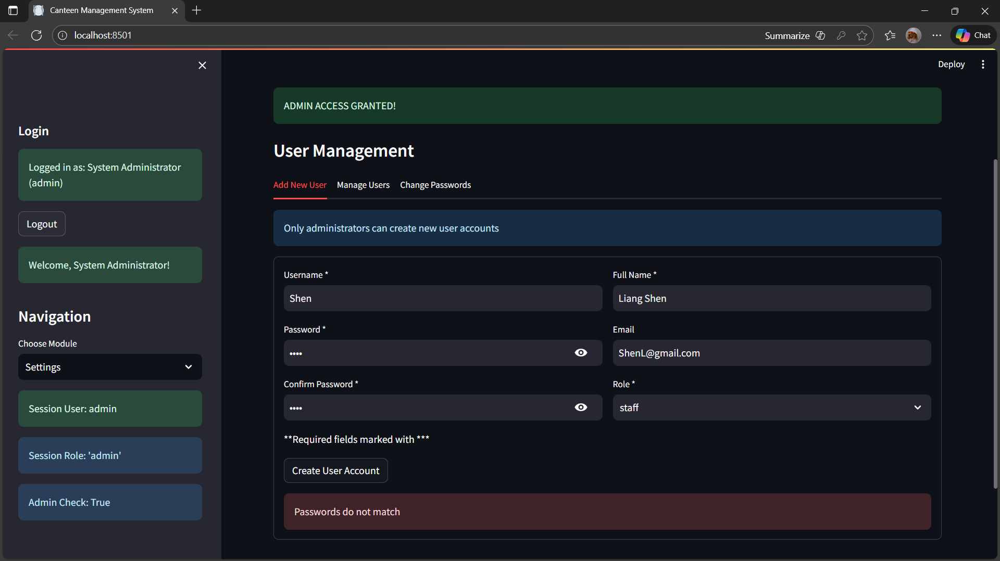 Canteen Management System
localhost:8501
Summarize
Chat
Deploy
Login
Logged in as: System Administrator
(admin)
Logout
Welcome, System Administrator!
Navigation
Choose Module
Settings
Session User: admin
Session Role: 'admin'
Admin Check: True
ADMIN ACCESS GRANTED!
User Management
Add New User Manage Users Change Passwords
Only administrators can create new user accounts
Username *
Shen
Full Name *
Liang Shen
Password *
••••
Email
ShenL@gmail.com
Confirm Password *
••••
Role *
staff
**Required fields marked with ***
Create User Account
Passwords do not match